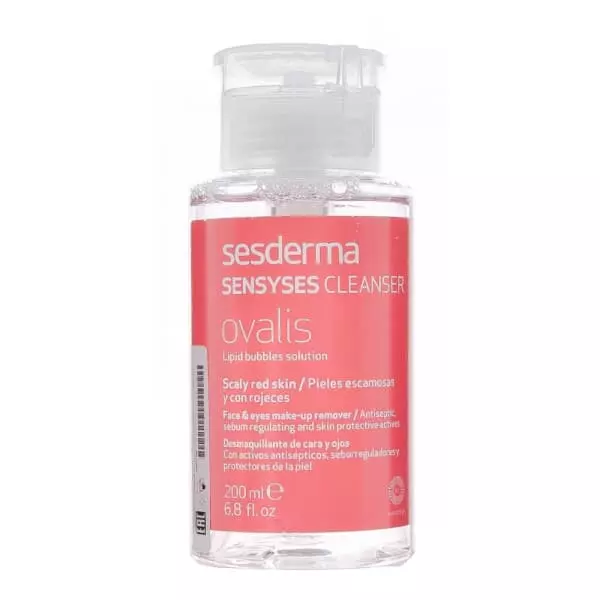 sesderma
SENSYSES CLEANSER
ovalis
Lipid bubbles solution
Scaly red skin / Pieles escamosas
y con rojeces
Face & eyes make-up remover / Antiseptic,
sebum regulating and skin protective actives
Desmaquillante de cara y ojos
Con activos antisépticos, seborreguladores y
protectores de la piel
200 ml e
6.8 fl. oz
EAC